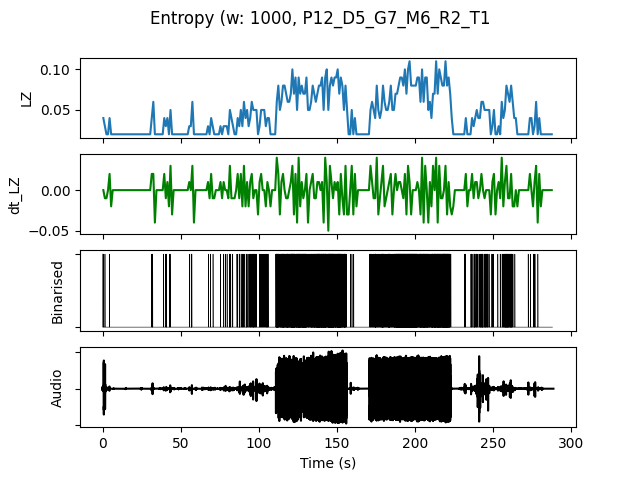 Entropy (w: 1000, P12_D5_G7_M6_R2_T1
0.10
0.05
LZ
0.00
−0.05
dt_LZ
Binarised
Audio
0 50 100 150 200 250 300
Time (s)